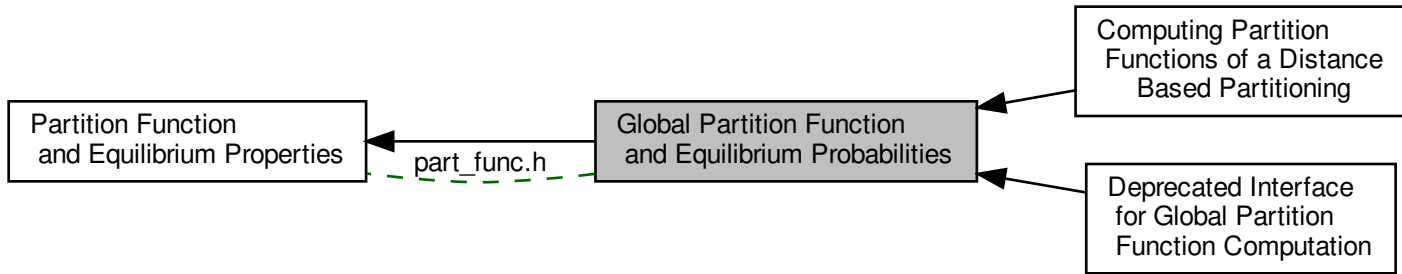 Partition Function
and Equilibrium Properties
part_func.h
Global Partition Function
and Equilibrium Probabilities
Computing Partition
Functions of a Distance
Based Partitioning
Deprecated Interface
for Global Partition
Function Computation